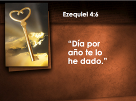 Ezequiel 4:6
"Día por
año te lo
he dado."